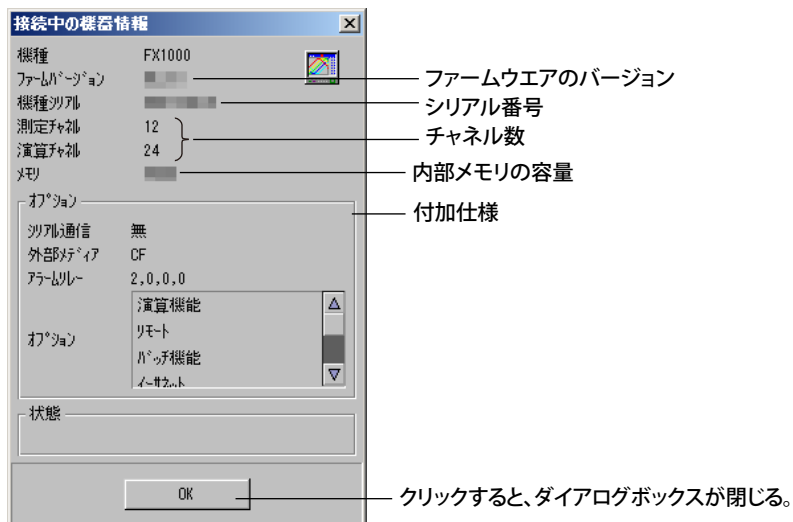 接続中の機器情報
機種 FX1000
ﾌｧｰﾑﾊﾞｰｼﾞｮﾝ ファームウエアのバージョン
機種ｼﾘｱﾙ シリアル番号
測定ﾁｬﾈﾙ 12
チャネル数
演算ﾁｬﾈﾙ 24
ﾒﾓﾘ 内部メモリの容量
ｵﾌﾟｼｮﾝ 付加仕様
ｼﾘｱﾙ通信 無
外部ﾒﾃﾞｨｱ CF
ｱﾗｰﾑﾘﾚｰ 2,0,0,0
演算機能
ﾘﾓｰﾄ
ｵﾌﾟｼｮﾝ
ﾊﾞｯﾁ機能
ｲｰｻﾈｯﾄ
状態
OK クリックすると、ダイアログボックスが閉じる。